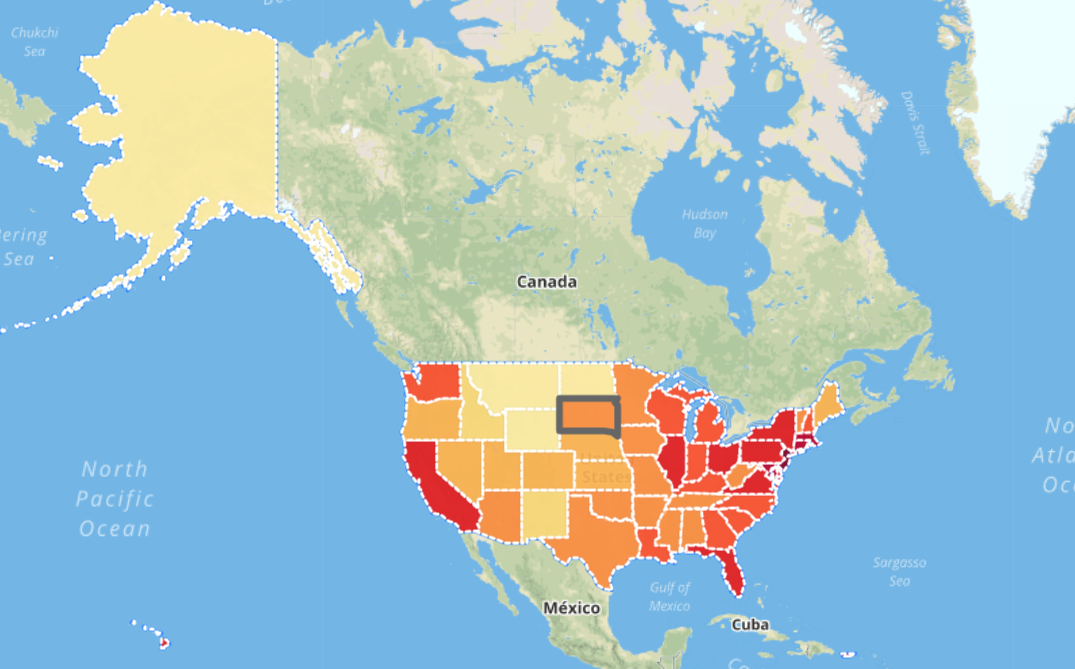 Chukchi
Sea
Davis Strait
Hudson
Bay
ering
Sea
Canada
North
Pacific
Ocean
United
States
No
Atla
Oc
Sargasso
Sea
Gulf of
Mexico
México
Cuba